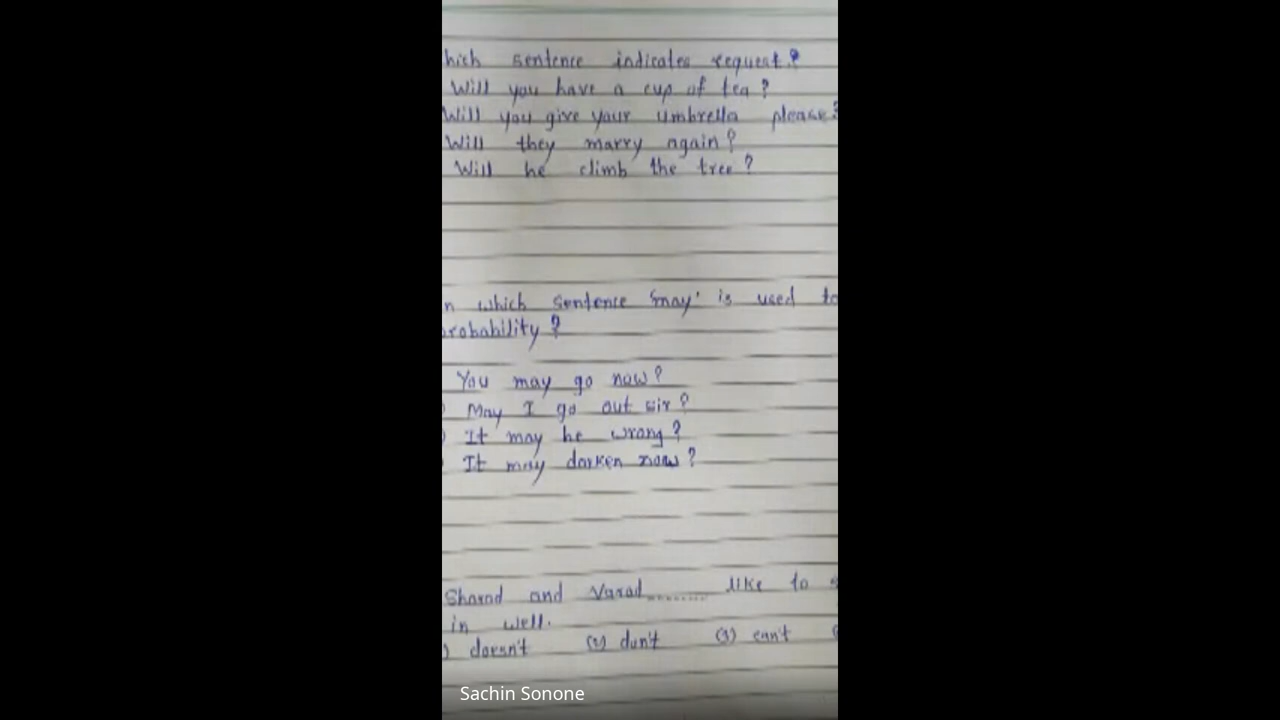 hich sentence indicates request?
Will you have a cup of tea?
Will you give your umbrella please?
Will they marry again?
Will he climb the tree?
n which sentence 'may' is used to
robability?
You may go now?
) May I go out sir?
) It may be wrong?
It may darken now?
Sharad and Varad........ like to s
in well.
) doesn't (2) don't (3) can't (
Sachin Sonone